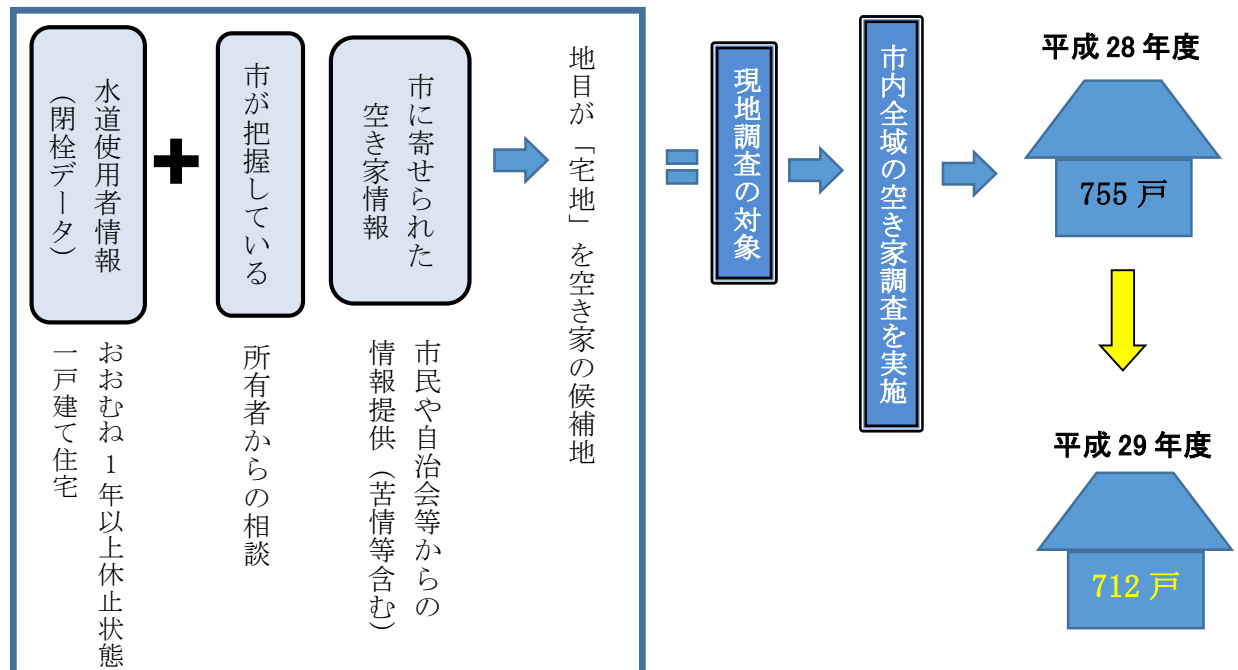 水道使用者情報
（閉栓データ）
おおむね1年以上休止状態
一戸建て住宅
市が把握している
所有者からの相談
市に寄せられた
空き家情報
市民や自治会等からの
情報提供（苦情等含む）
地目が「宅地」を空き家の候補地
現地調査の対象
市内全域の空き家調査を実施
平成 28 年度
755 戸
平成 29 年度
712 戸